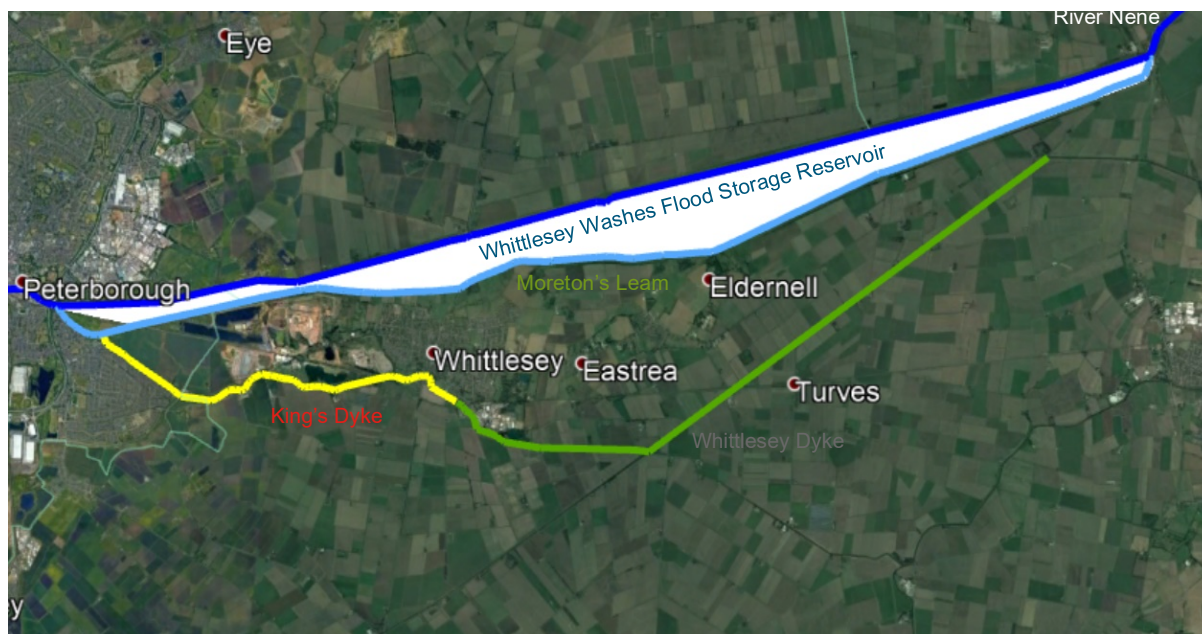 River Nene
Eye
Whittlesey Washes Flood Storage Reservoir
Peterborough
Moreton's Leam
Eldernell
Whittlesey
Eastrea
Turves
King's Dyke
Whittlesey Dyke
y